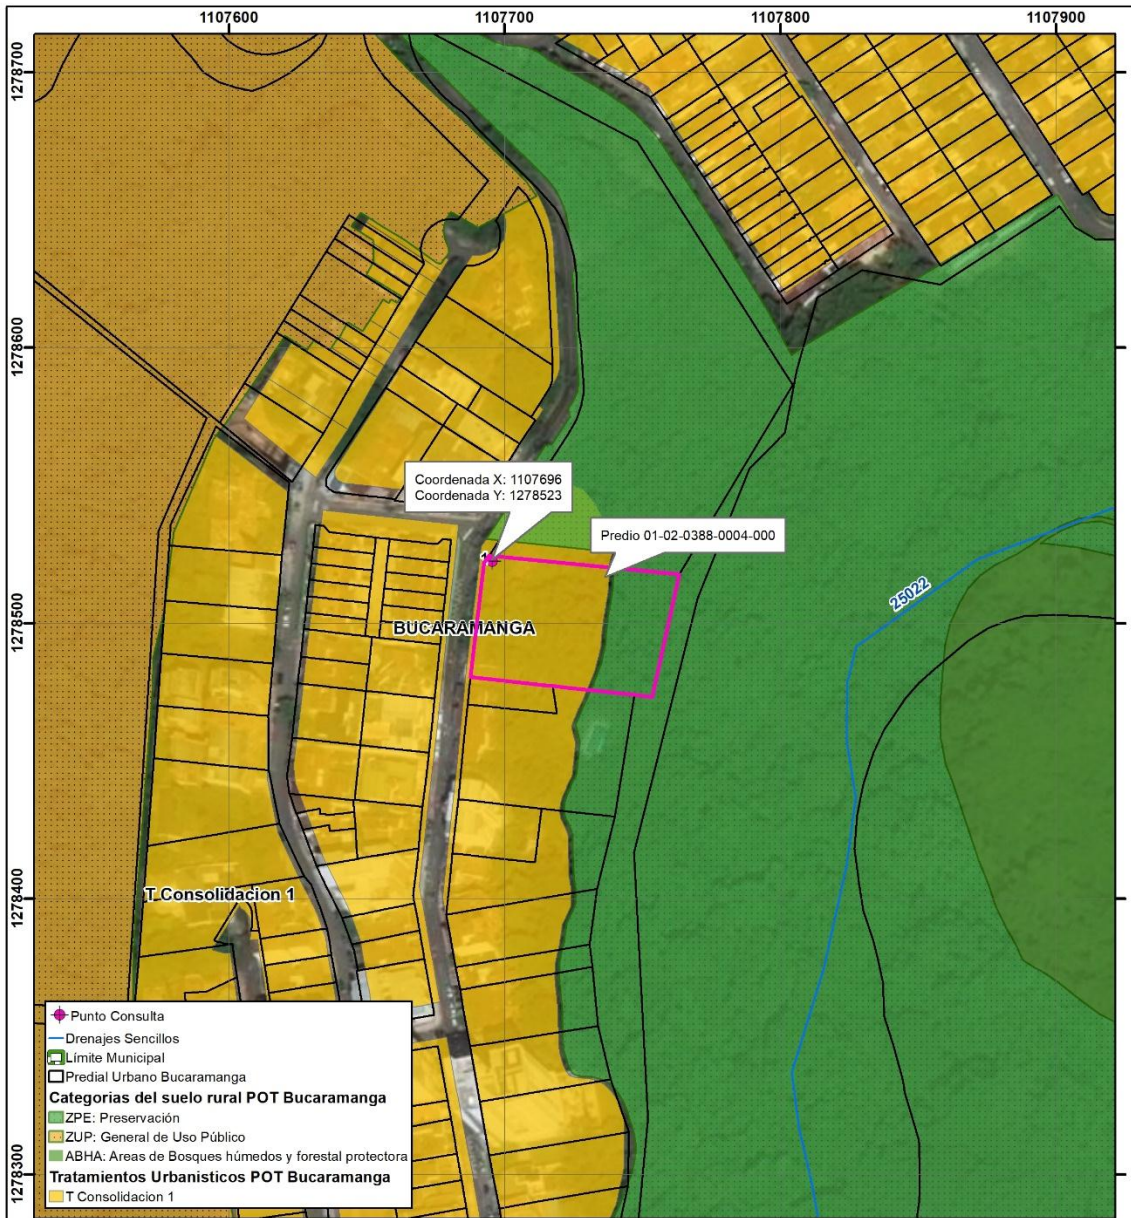 1107600
1107700
1107800
1107900
1278700
1278600
1278500
1278400
1278300
Coordenada X: 1107696
Coordenada Y: 1278523
Predio 01-02-0388-0004-000
1
BUCARAMANGA
25022
T Consolidacion 1
Punto Consulta
Drenajes Sencillos
Límite Municipal
Predial Urbano Bucaramanga
Categorias del suelo rural POT Bucaramanga
ZPE: Preservación
ZUP: General de Uso Público
ABHA: Areas de Bosques húmedos y forestal protectora
Tratamientos Urbanisticos POT Bucaramanga
T Consolidacion 1